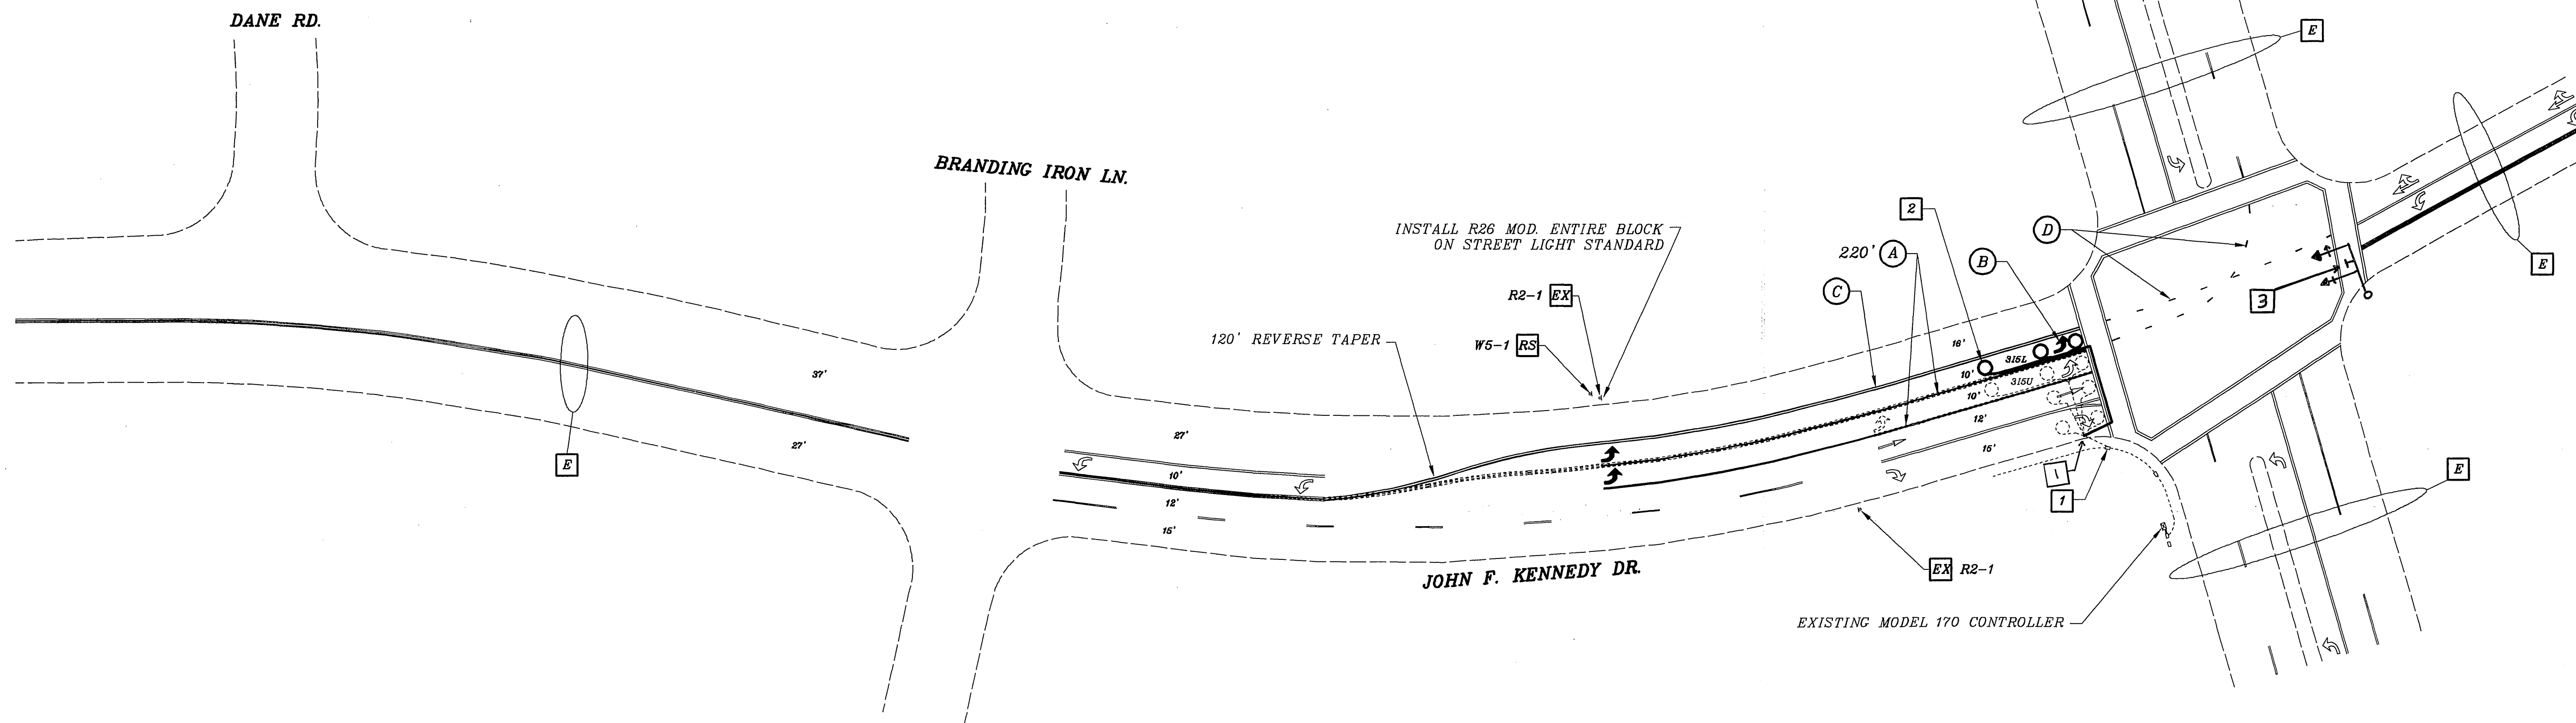 DANE RD.
BRANDING IRON LN.
E
37'
27'
E
27'
10'
12'
15'
120' REVERSE TAPER
INSTALL R26 MOD. ENTIRE BLOCK
ON STREET LIGHT STANDARD
R2-1 EX
W5-1 RS
2
220' A
B
C
D
E
3
E
16'
315L
10'
315U
10'
12'
15'
1
1
E
EX R2-1
JOHN F. KENNEDY DR.
EXISTING MODEL 170 CONTROLLER